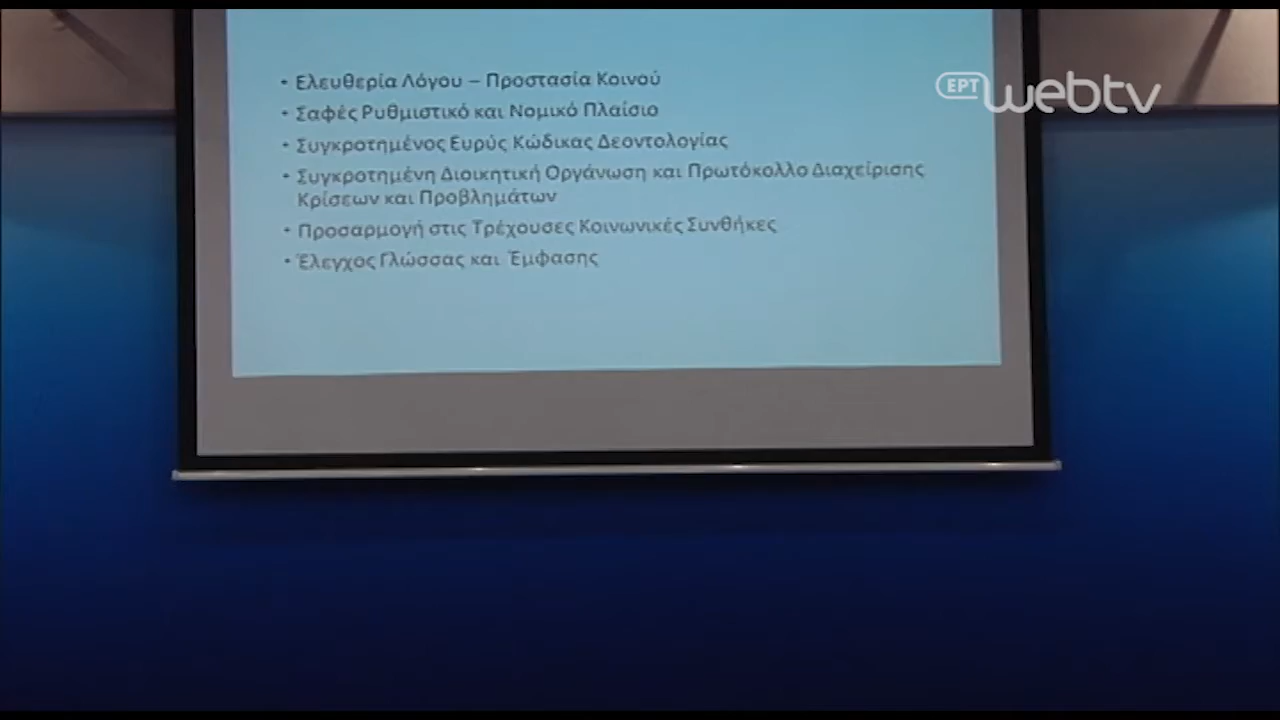 ΕΡΤ webtv
• Ελευθερία Λόγου – Προστασία Κοινού
• Σαφές Ρυθμιστικό και Νομικό Πλαίσιο
• Συγκροτημένος Ευρύς Κώδικας Δεοντολογίας
• Συγκροτημένη Διοικητική Οργάνωση και Πρωτόκολλο Διαχείρισης
Κρίσεων και Προβλημάτων
• Προσαρμογή στις Τρέχουσες Κοινωνικές Συνθήκες
• Έλεγχος Γλώσσας και Έμφασης